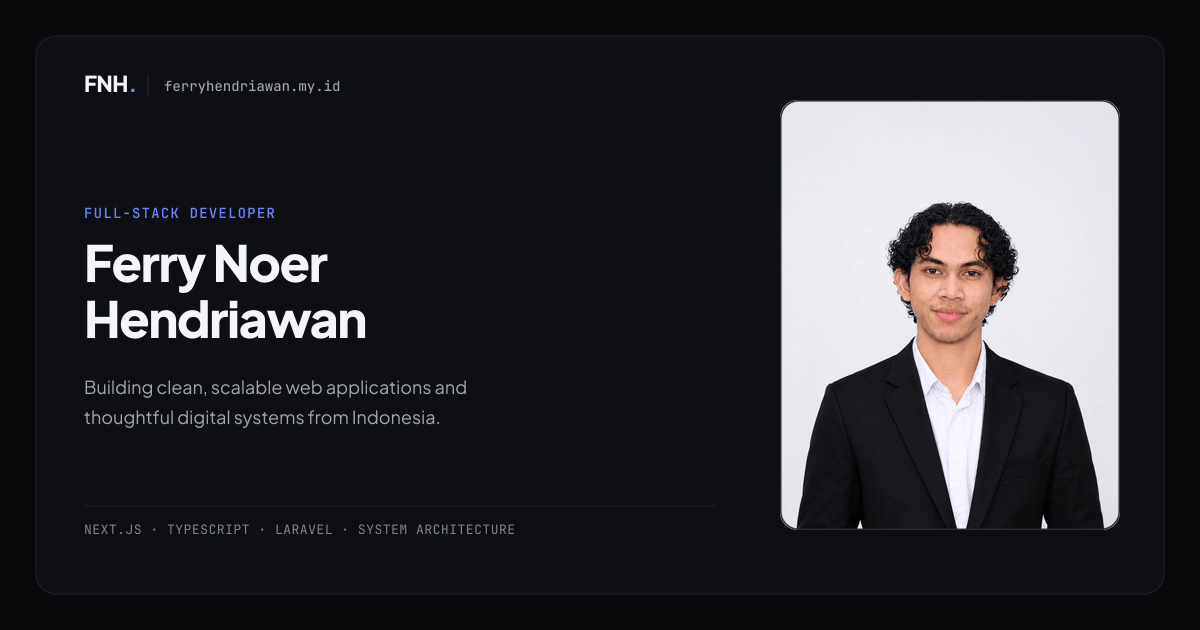 FNH.
ferryhendriawan.my.id
FULL-STACK DEVELOPER
Ferry Noer
Hendriawan
Building clean, scalable web applications and
thoughtful digital systems from Indonesia.
NEXT.JS · TYPESCRIPT · LARAVEL · SYSTEM ARCHITECTURE